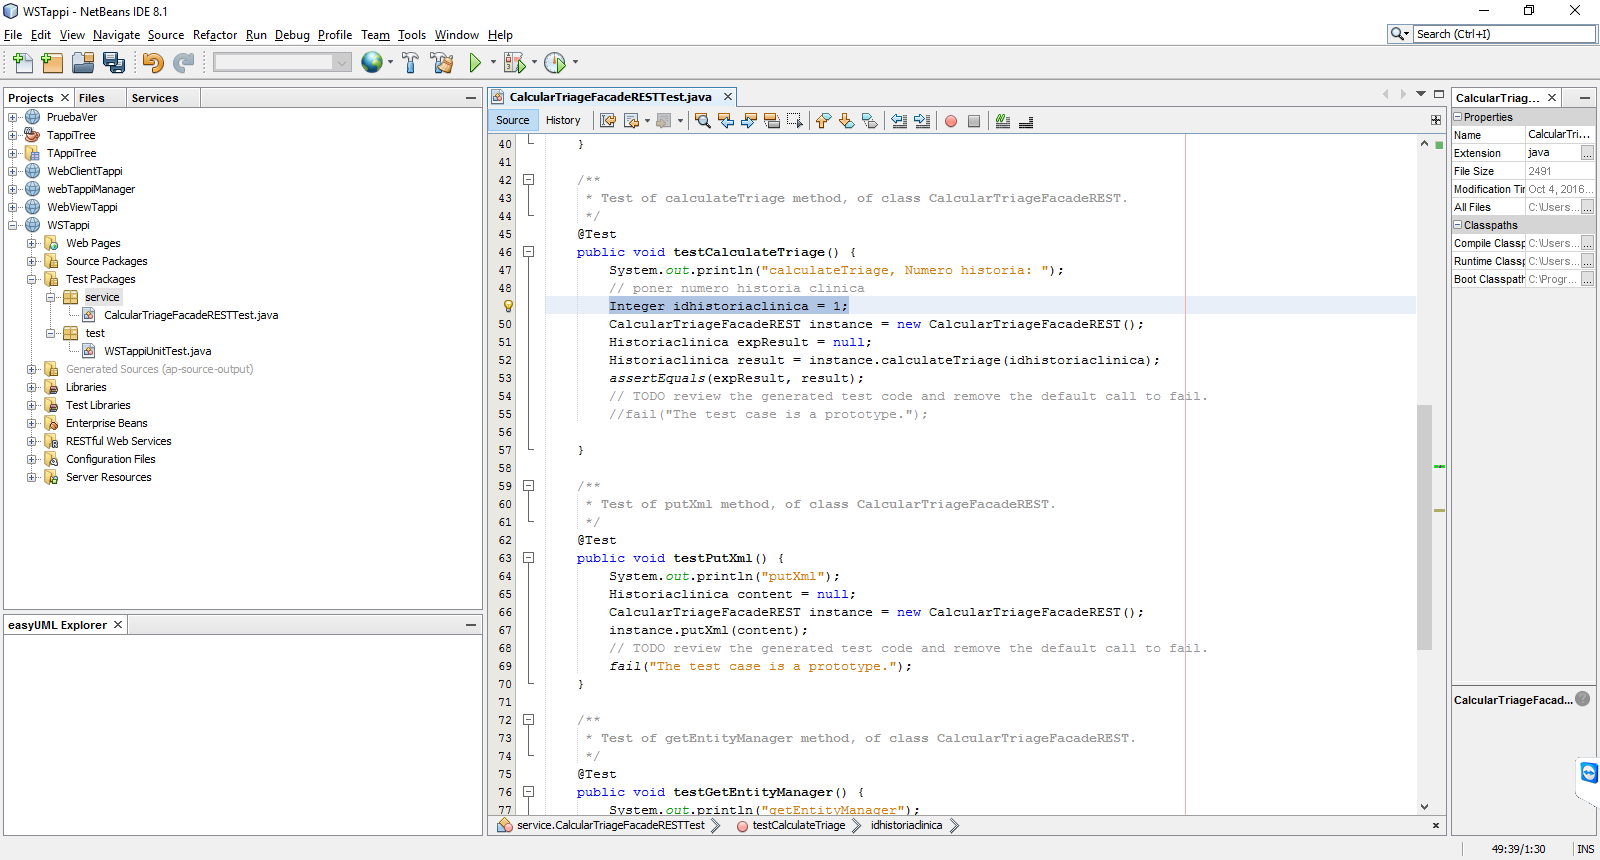 WSTappi - NetBeans IDE 8.1
File Edit View Navigate Source Refactor Run Debug Profile Team Tools Window Help
Search (Ctrl+I)
Projects Files Services
PruebaVer
TappiTree
TAppiTree
WebClientTappi
webTappiManager
WebViewTappi
WSTappi
Web Pages
Source Packages
Test Packages
service
CalcularTriageFacadeRESTTest.java
test
WSTappiUnitTest.java
Generated Sources (ap-source-output)
Libraries
Test Libraries
Enterprise Beans
RESTful Web Services
Configuration Files
Server Resources
easyUML Explorer
CalcularTriageFacadeRESTTest.java
Source History
40 }
41
42 /**
43 * Test of calculateTriage method, of class CalcularTriageFacadeREST.
44 */
45 @Test
46 public void testCalculateTriage() {
47 System.out.println("calculateTriage, Numero historia: ");
48 // poner numero historia clinica
Integer idhistoriaclinica = 1;
50 CalcularTriageFacadeREST instance = new CalcularTriageFacadeREST();
51 Historiaclinica expResult = null;
52 Historiaclinica result = instance.calculateTriage(idhistoriaclinica);
53 assertEquals(expResult, result);
54 // TODO review the generated test code and remove the default call to fail.
55 //fail("The test case is a prototype.");
56
57 }
58
59 /**
60 * Test of putXml method, of class CalcularTriageFacadeREST.
61 */
62 @Test
63 public void testPutXml() {
64 System.out.println("putXml");
65 Historiaclinica content = null;
66 CalcularTriageFacadeREST instance = new CalcularTriageFacadeREST();
67 instance.putXml(content);
68 // TODO review the generated test code and remove the default call to fail.
69 fail("The test case is a prototype.");
70 }
71
72 /**
73 * Test of getEntityManager method, of class CalcularTriageFacadeREST.
74 */
75 @Test
76 public void testGetEntityManager() {
77 System.out.println("getEntityManager");
service.CalcularTriageFacadeRESTTest testCalculateTriage idhistoriaclinica
CalcularTriag...
Properties
Name CalcularTri...
Extension java ...
File Size 2491
Modification Tir Oct 4, 2016...
All Files C:\Users... ...
Classpaths
Compile Classp C:\Users... ...
Runtime Classp C:\Users... ...
Boot Classpath C:\Progr... ...
CalcularTriageFacad...
49:39/1:30 INS